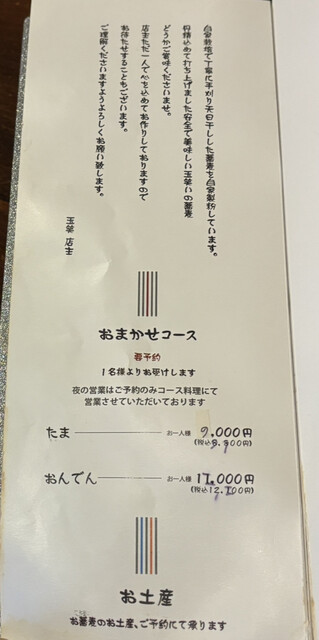 自家栽培で丁寧に手刈り天日干しした蕎麦を自家製粉しています。
丹精込めて打ち上げました安全で美味しい玉笑いの蕎麦
どうかご賞味くださいませ。
店主ただ一人で心を込めてお作りしておりますので
お待たせすることもございます。
ご理解くださいますようよろしくお願い致します。
玉笑 店主
おまかせコース
要予約
1名様よりお受けします
夜の営業はご予約のみコース料理にて
営業させていただいております
たま お一人様 9,000円
(税込9,900円)
おんでん お一人様 11,000円
(税込12,100円)
お土産
お蕎麦のお土産、ご予約にて承ります